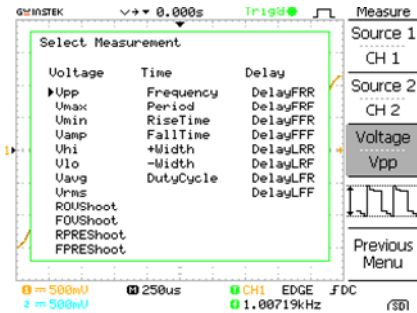 GWINSTEK 0.000s Trig'd Measure
Select Measurement
Voltage Time Delay
Vpp Frequency DelayFRR
Vmax Period DelayFRF
Vmin RiseTime DelayFFR
Vamp FallTime DelayFFF
Vhi +Width DelayLRR
Vlo -Width DelayLRF
Vavg DutyCycle DelayLFR
Vrms DelayLFF
ROVShoot
FOVShoot
RPREShoot
FPREShoot
Source 1
CH 1
Source 2
CH 2
Voltage
Vpp
Previous
Menu
1
1 500mV M 250us CH1 EDGE DC
2 500mV 1.00719kHz SD